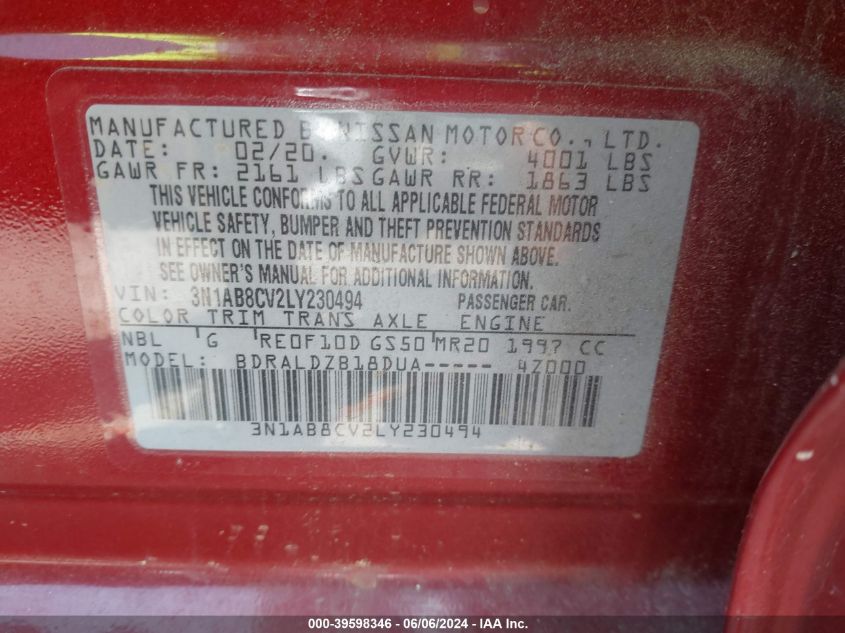 MANUFACTURED BY NISSAN MOTOR CO., LTD.
DATE: 02/20. GVWR: 4001 LBS
GAWR FR: 2161 LBS GAWR RR: 1863 LBS
THIS VEHICLE CONFORMS TO ALL APPLICABLE FEDERAL MOTOR
VEHICLE SAFETY, BUMPER AND THEFT PREVENTION STANDARDS
IN EFFECT ON THE DATE OF MANUFACTURE SHOWN ABOVE.
SEE OWNER'S MANUAL FOR ADDITIONAL INFORMATION.
VIN: 3N1AB8CV2LY230494 PASSENGER CAR.
COLOR TRIM TRANS AXLE ENGINE
NBL G RE0F10D GS50 MR20 1997 CC
MODEL: BDRALDZB18DUA----- 4Z000
3N1AB8CV2LY230494
000-39598346 / 06/06/2024 - IAAI Inc.